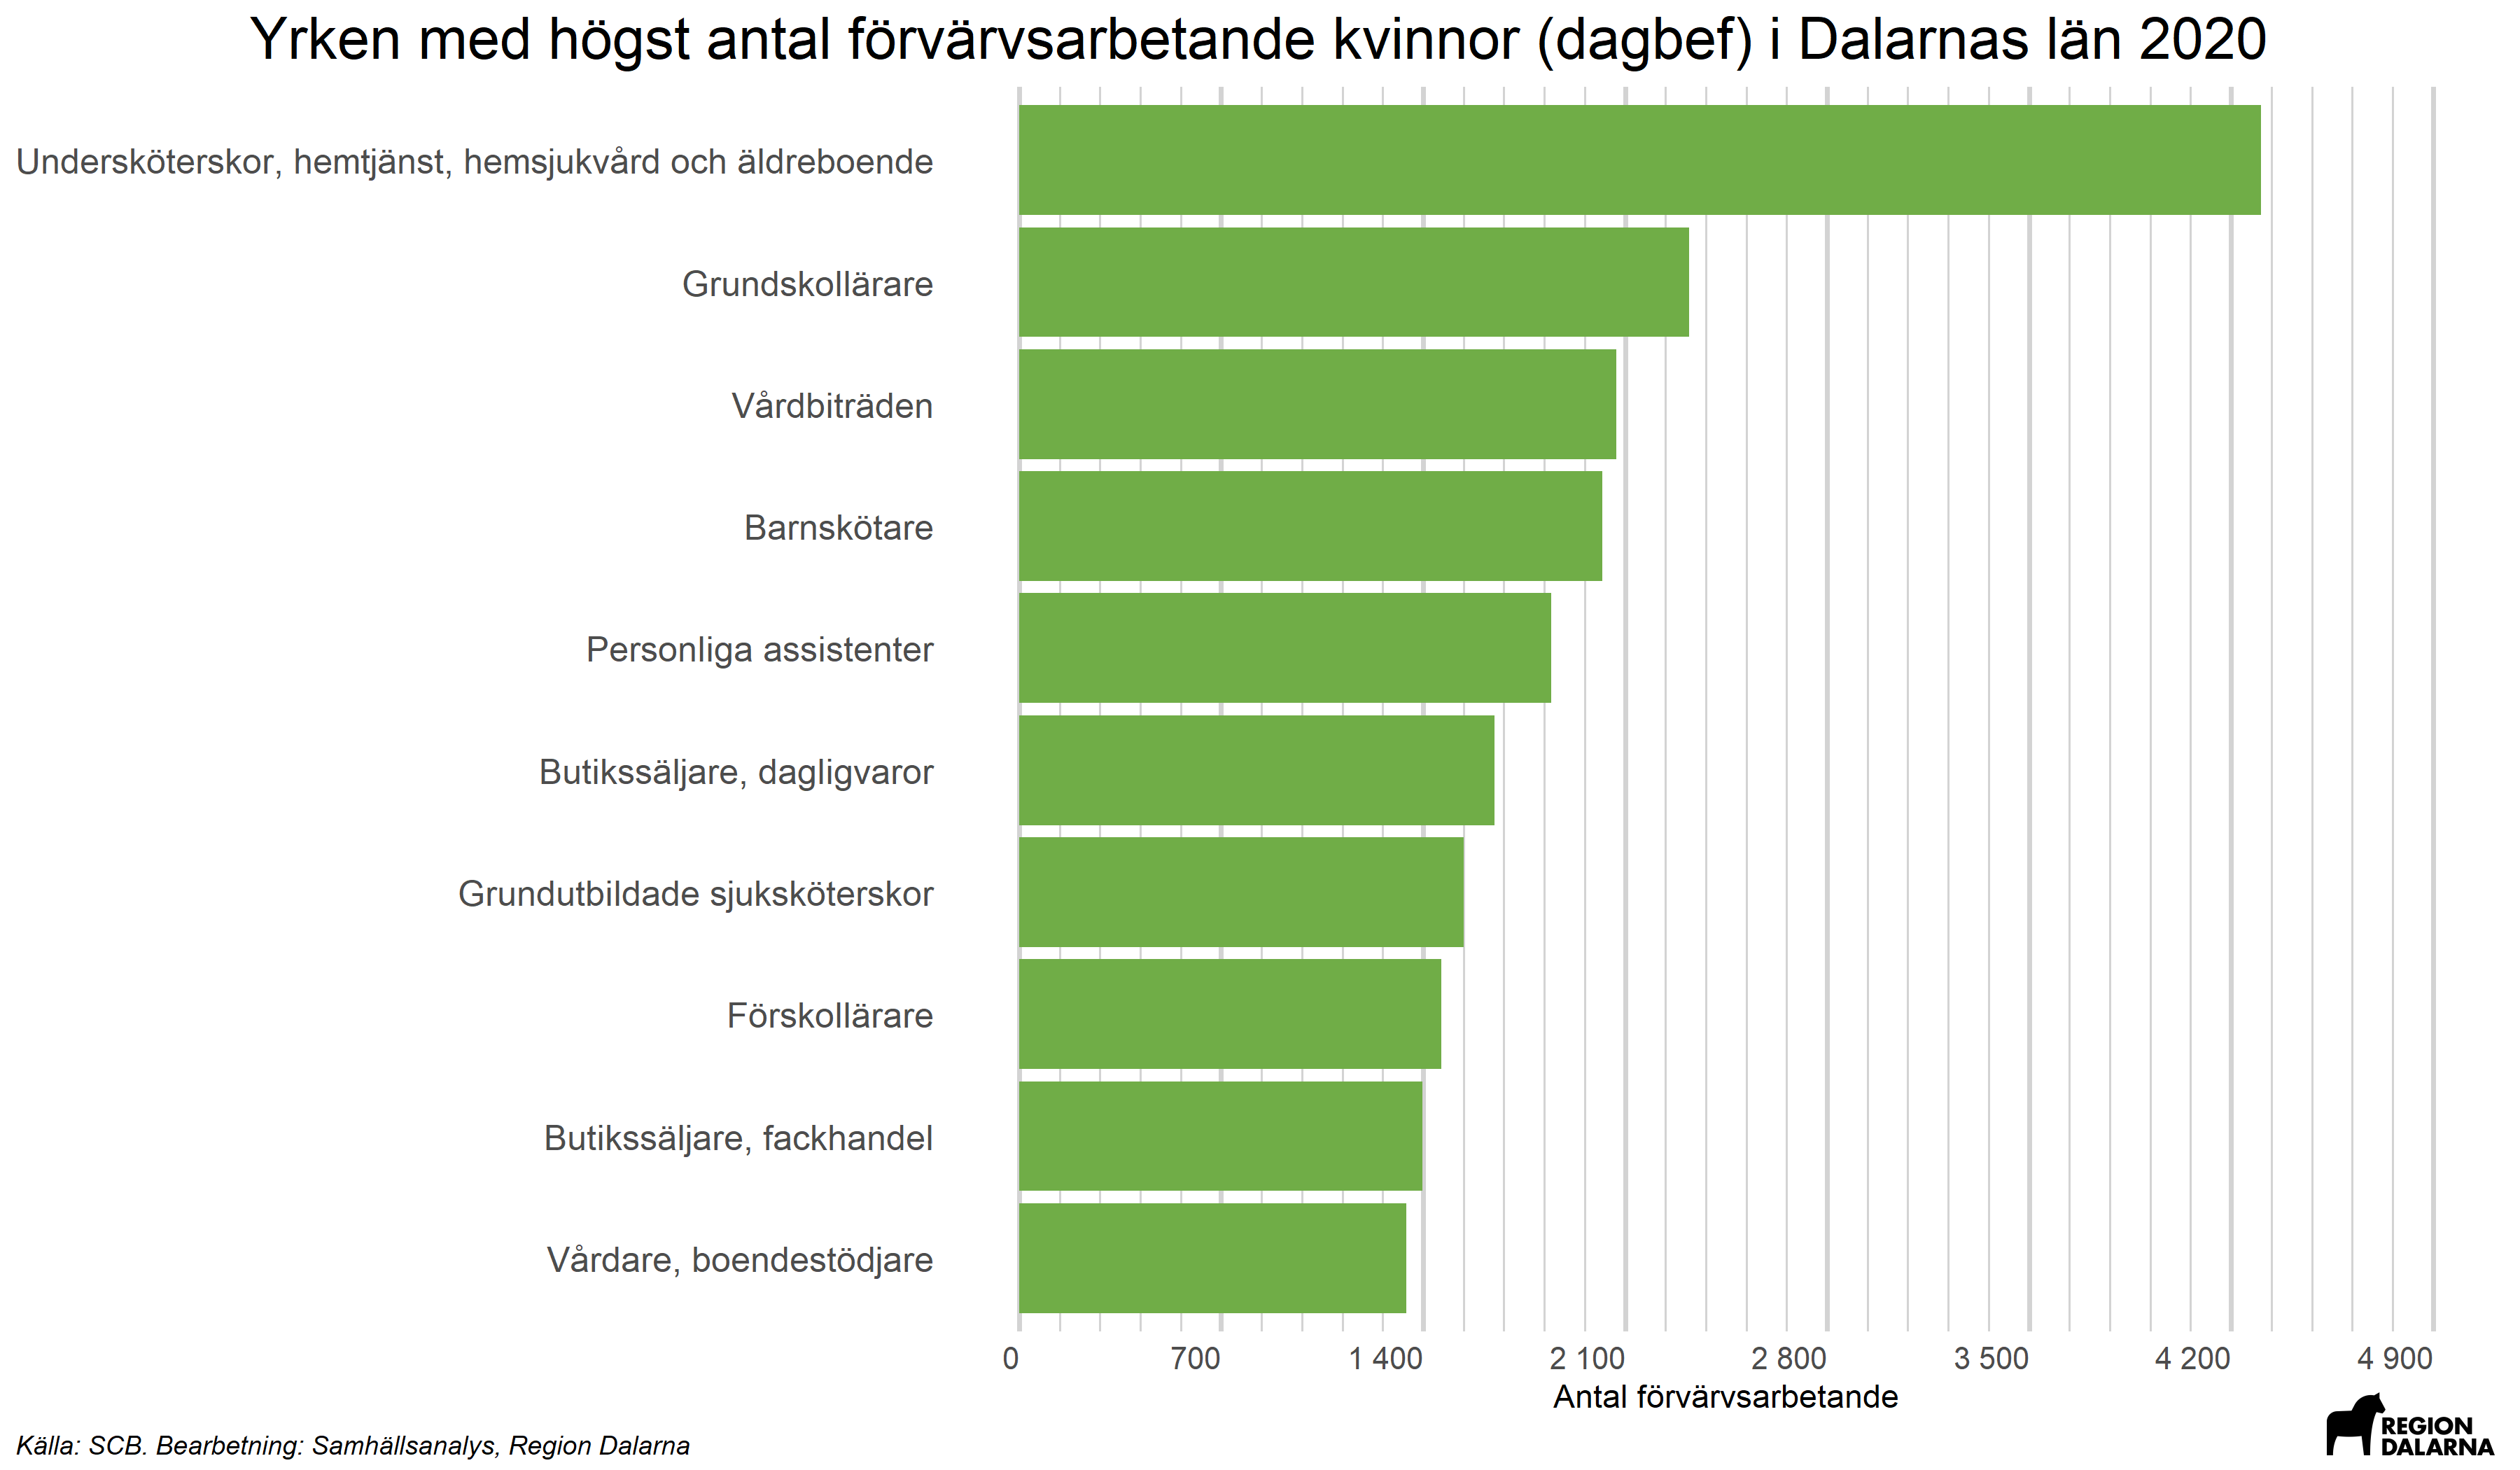 Yrken med högst antal förvärvsarbetande kvinnor (dagbef) i Dalarnas län 2020
Undersköterskor, hemtjänst, hemsjukvård och äldreboende
Grundskollärare
Vårdbiträden
Barnskötare
Personliga assistenter
Butikssäljare, dagligvaror
Grundutbildade sjuksköterskor
Förskollärare
Butikssäljare, fackhandel
Vårdare, boendestödjare
0 700 1 400 2 100 2 800 3 500 4 200 4 900
Antal förvärvsarbetande
Källa: SCB. Bearbetning: Samhällsanalys, Region Dalarna
REGION
DALARNA